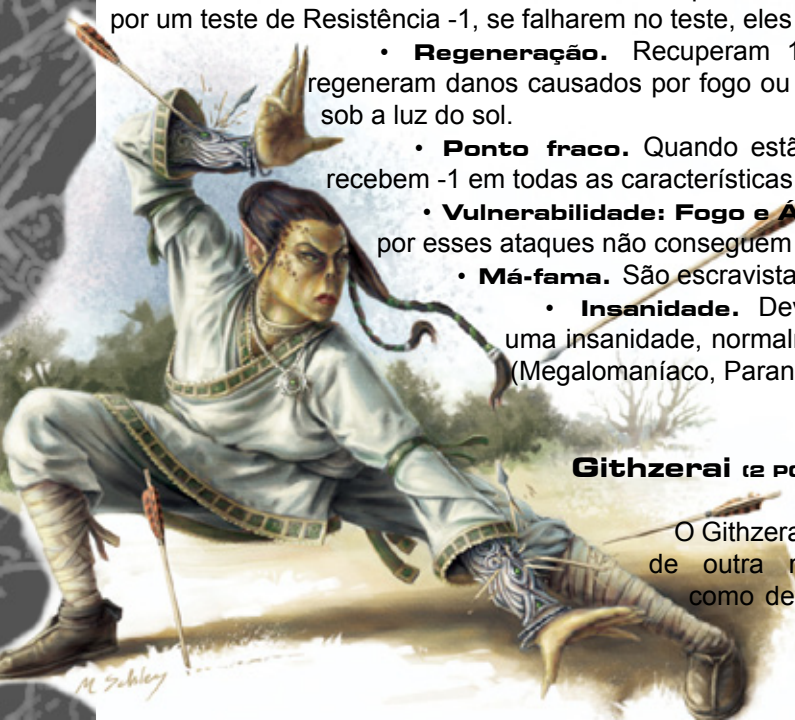 por um teste de Resistência -1, se falharem no teste, eles
• Regeneração. Recuperam 1
regeneram danos causados por fogo ou
sob a luz do sol.
• Ponto fraco. Quando estã
recebem -1 em todas as características
• Vulnerabilidade: Fogo e Á
por esses ataques não conseguem
• Má-fama. São escravista
• Insanidade. Dev
uma insanidade, normalm
(Megalomaníaco, Paran
Githzerai (2 PO
O Githzera
de outra r
como de
M Schley